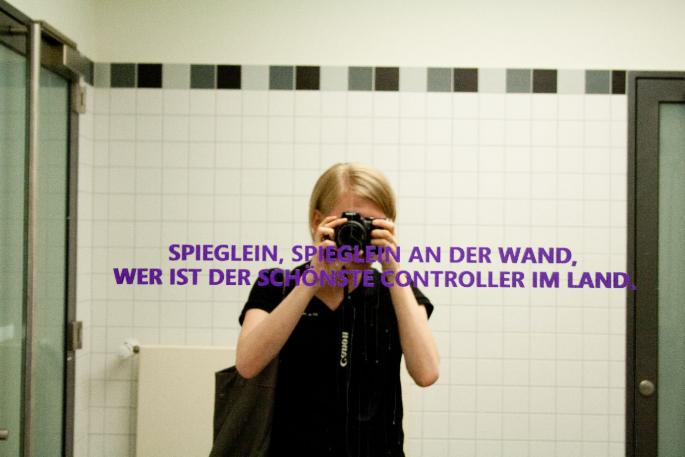 SPIEGLEIN, SPIEGLEIN AN DER WAND,
WER IST DER SCHÖNSTE CONTROLLER IM LAND.
Canon